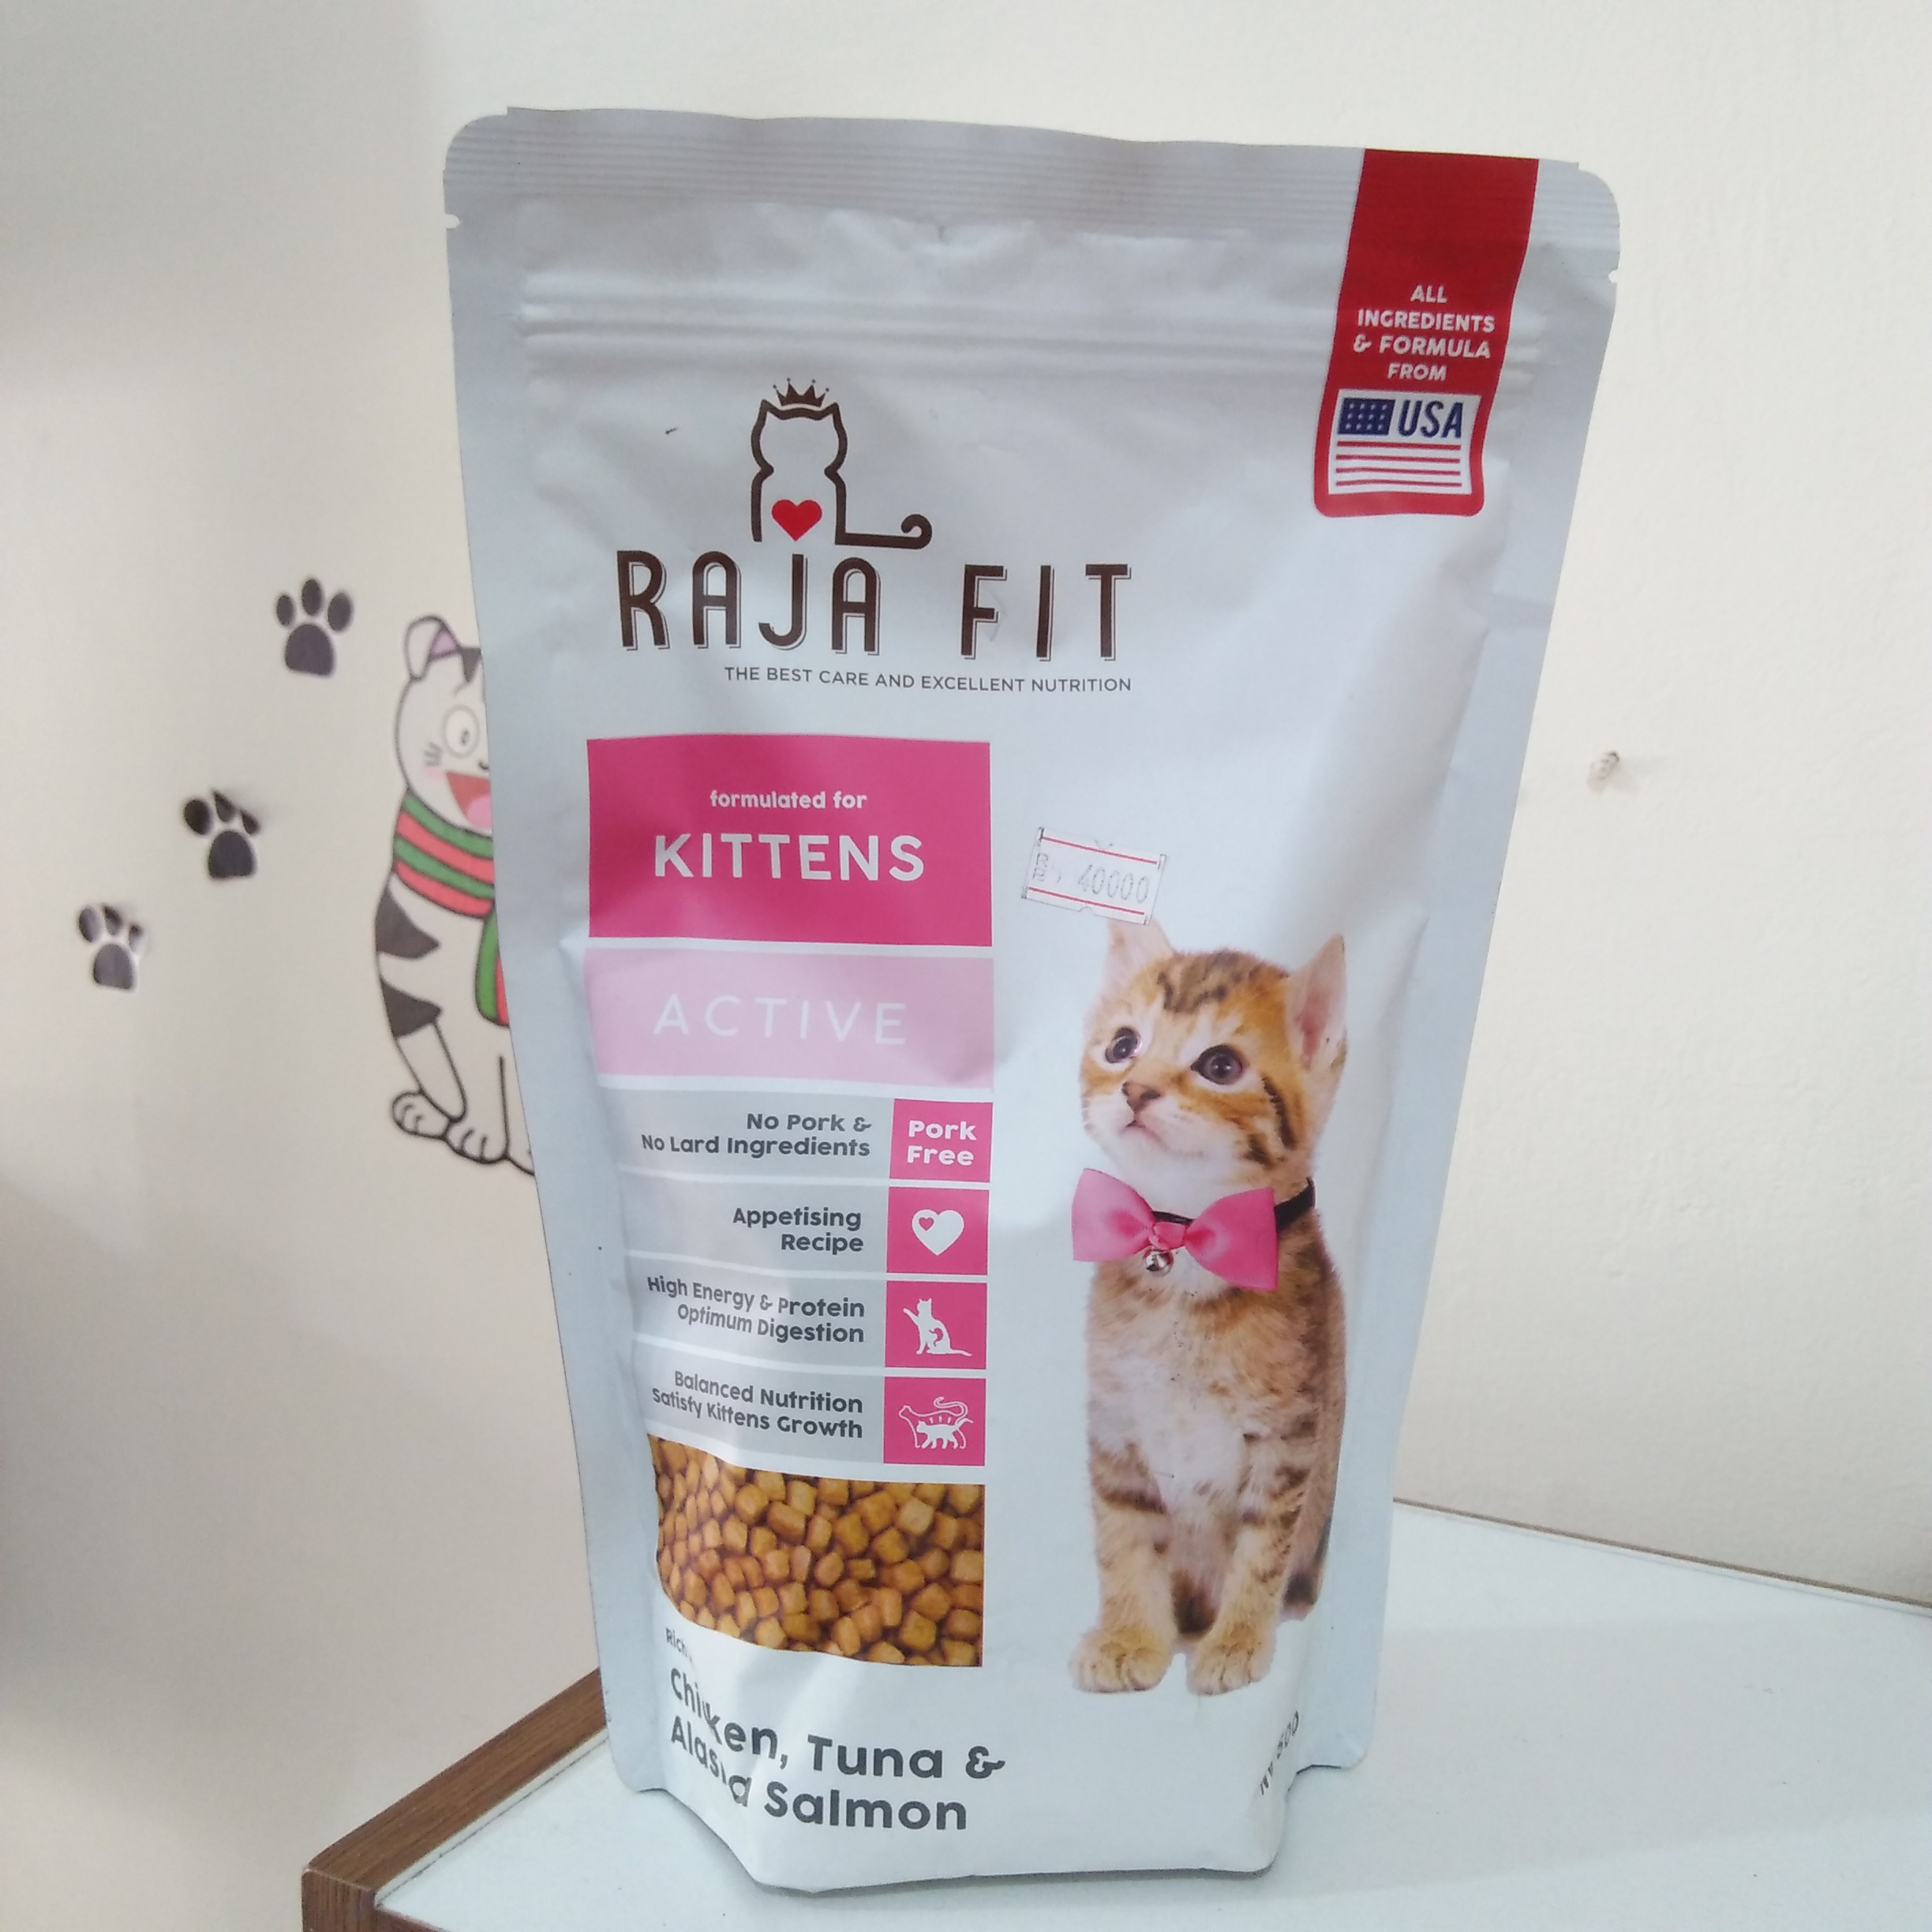 ALL
INGREDIENTS
& FORMULA
FROM
USA
RAJA FIT
THE BEST CARE AND EXCELLENT NUTRITION
formulated for
KITTENS
40000
ACTIVE
No Pork &
No Lard Ingredients
Pork
Free
Appetising
Recipe
High Energy & Protein
Optimum Digestion
Balanced Nutrition
Satisfy Kittens Growth
Chicken, Tuna &
Alaska Salmon